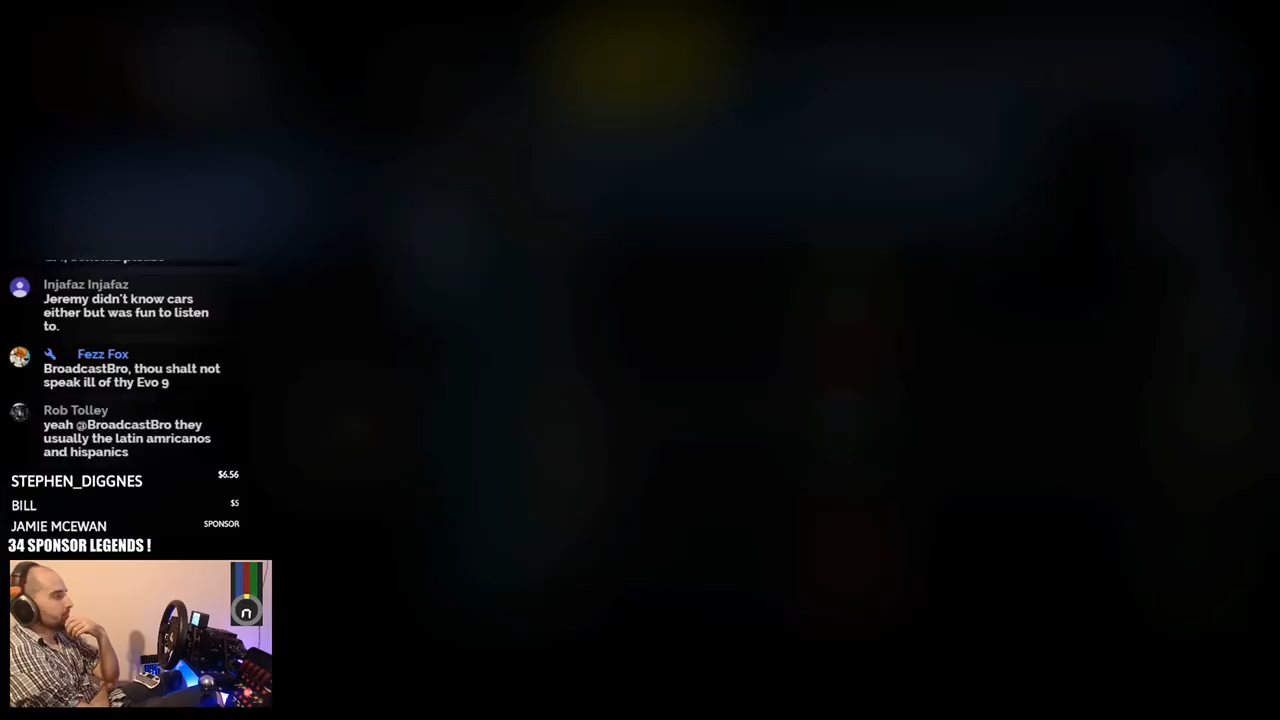 Injafaz Injafaz
Jeremy didn't know cars
either but was fun to listen
to.
Fezz Fox
BroadcastBro, thou shalt not
speak ill of thy Evo 9
Rob Tolley
yeah @BroadcastBro they
usually the latin amricanos
and hispanics
STEPHEN_DIGGNES $6.56
BILL $5
JAMIE MCEWAN SPONSOR
34 SPONSOR LEGENDS !
n